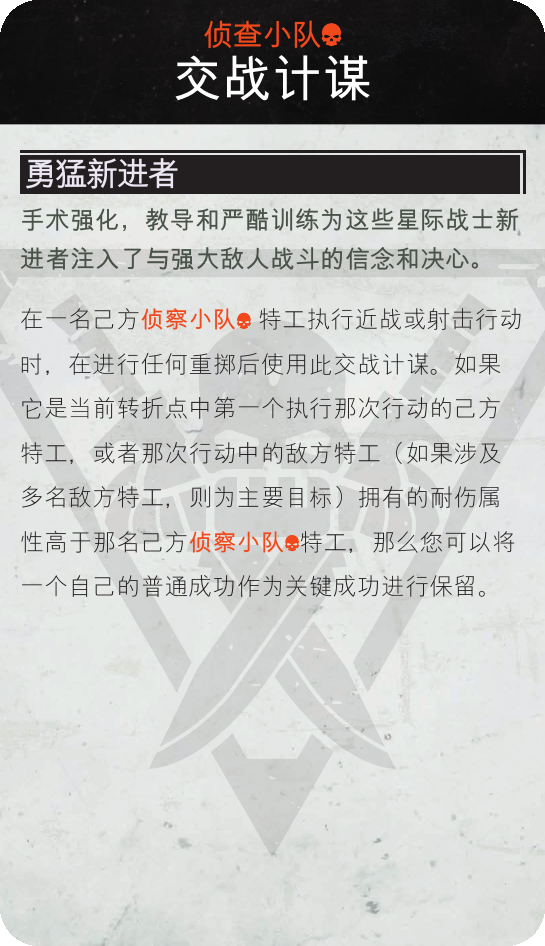 侦查小队
交战计谋
勇猛新进者
手术强化，教导和严酷训练为这些星际战士新
进者注入了与强大敌人战斗的信念和决心。
在一名己方侦察小队 特工执行近战或射击行动
时，在进行任何重掷后使用此交战计谋。如果
它是当前转折点中第一个执行那次行动的己方
特工，或者那次行动中的敌方特工（如果涉及
多名敌方特工，则为主要目标）拥有的耐伤属
性高于那名己方侦察小队特工，那么您可以将
一个自己的普通成功作为关键成功进行保留。